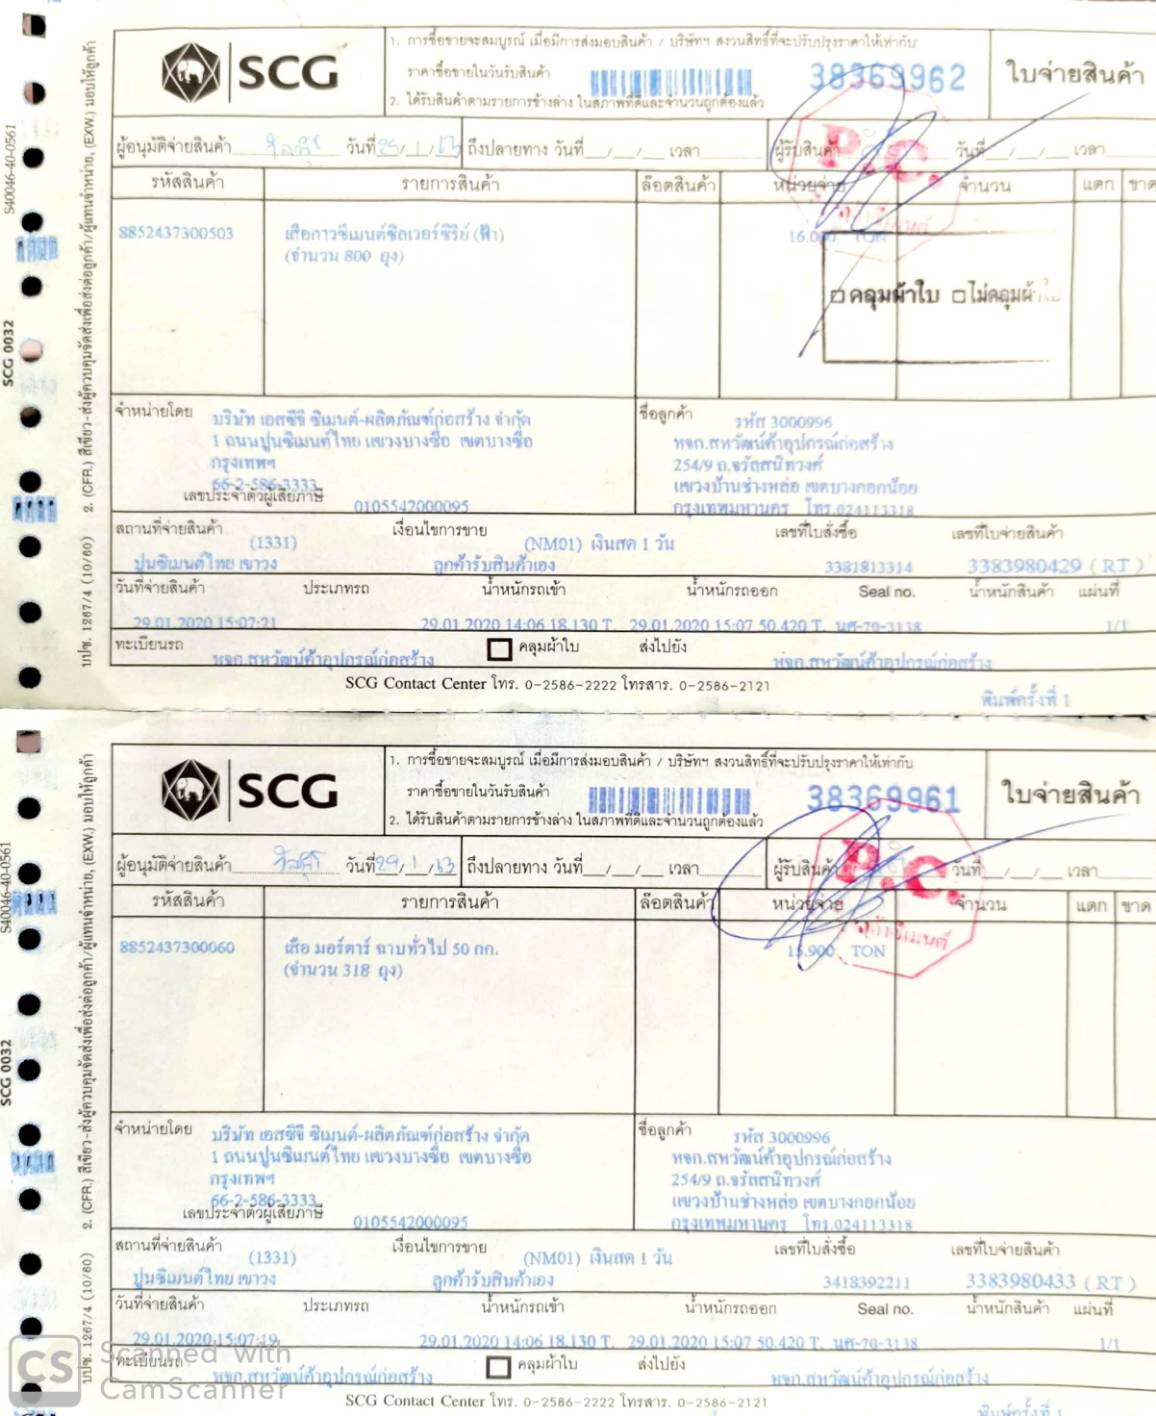 SCG
1. การซื้อขายจะสมบูรณ์ เมื่อมีการส่งมอบสินค้า / บริษัทฯ สงวนสิทธิ์ที่จะปรับปรุงราคาให้เท่ากับ
ราคาซื้อขายในวันรับสินค้า
38369962
ใบจ่ายสินค้า
2. ได้รับสินค้าตามรายการข้างล่าง ในสภาพที่ดีและจำนวนถูกต้องแล้ว
ผู้อนุมัติจ่ายสินค้า วันที่ 29/1/63 ถึงปลายทาง วันที่__/__/__ เวลา ผู้รับสินค้า วันที่__/__/__ เวลา
P.C.
รหัสสินค้า รายการสินค้า ล๊อตสินค้า หน่วยจ่าย จำนวน แตก ขาด
8852437300503 เสือกาวซีเมนต์ซิลเวอร์ซีรีย์ (ฟ้า) 16.000 TON
(จำนวน 800 ถุง)
คลุมผ้าใบ ไม่คลุมผ้าใบ
จำหน่ายโดย บริษัท เอสซีจี ซิเมนต์-ผลิตภัณฑ์ก่อสร้าง จำกัด
1 ถนนปูนซิเมนต์ไทย แขวงบางซื่อ เขตบางซื่อ
กรุงเทพฯ
66-2-586-3333
เลขประจำตัวผู้เสียภาษี 0105542000095
ชื่อลูกค้า รหัส 3000996
หจก.สหวัฒน์ค้าอุปกรณ์ก่อสร้าง
254/9 ถ.จรัลสนิทวงศ์
แขวงบ้านช่างหล่อ เขตบางกอกน้อย
กรุงเทพมหานคร โทร.024113318
สถานที่จ่ายสินค้า เงื่อนไขการขาย เลขที่ใบสั่งซื้อ เลขที่ใบจ่ายสินค้า
(1331) (NM01) เงินสด 1 วัน
ปูนซิเมนต์ไทย เขาวง ลูกค้ารับสินค้าเอง 3381813314 3383980429 ( RT )
วันที่จ่ายสินค้า ประเภทรถ น้ำหนักรถเข้า น้ำหนักรถออก Seal no. น้ำหนักสินค้า แผ่นที่
29.01.2020 15:07:21 29.01.2020 14:06 18.130 T. 29.01.2020 15:07 50.420 T. นศ-70-3138 1/1
ทะเบียนรถ หจก.สหวัฒน์ค้าอุปกรณ์ก่อสร้าง คลุมผ้าใบ ส่งไปยัง หจก.สหวัฒน์ค้าอุปกรณ์ก่อสร้าง
SCG Contact Center โทร. 0-2586-2222 โทรสาร. 0-2586-2121
พิมพ์ครั้งที่ 1
S40046-40-0561
SCG 0032
บปซ. 1267/4 (10/60) 2. (CFR.) สีเขียว-ส่งผู้ควบคุมจัดส่งเพื่อส่งต่อลูกค้า/ผู้แทนจำหน่าย, (EXW.) มอบให้ลูกค้า
SCG
1. การซื้อขายจะสมบูรณ์ เมื่อมีการส่งมอบสินค้า / บริษัทฯ สงวนสิทธิ์ที่จะปรับปรุงราคาให้เท่ากับ
ราคาซื้อขายในวันรับสินค้า
38369961
ใบจ่ายสินค้า
2. ได้รับสินค้าตามรายการข้างล่าง ในสภาพที่ดีและจำนวนถูกต้องแล้ว
ผู้อนุมัติจ่ายสินค้า วันที่ 29/1/63 ถึงปลายทาง วันที่__/__/__ เวลา ผู้รับสินค้า วันที่__/__/__ เวลา
P.C.
รหัสสินค้า รายการสินค้า ล๊อตสินค้า หน่วยจ่าย จำนวน แตก ขาด
8852437300060 เสือ มอร์ตาร์ ฉาบทั่วไป 50 กก. 15.900 TON
(จำนวน 318 ถุง)
จำหน่ายโดย บริษัท เอสซีจี ซิเมนต์-ผลิตภัณฑ์ก่อสร้าง จำกัด
1 ถนนปูนซิเมนต์ไทย แขวงบางซื่อ เขตบางซื่อ
กรุงเทพฯ
66-2-586-3333
เลขประจำตัวผู้เสียภาษี 0105542000095
ชื่อลูกค้า รหัส 3000996
หจก.สหวัฒน์ค้าอุปกรณ์ก่อสร้าง
254/9 ถ.จรัลสนิทวงศ์
แขวงบ้านช่างหล่อ เขตบางกอกน้อย
กรุงเทพมหานคร โทร.024113318
สถานที่จ่ายสินค้า เงื่อนไขการขาย เลขที่ใบสั่งซื้อ เลขที่ใบจ่ายสินค้า
(1331) (NM01) เงินสด 1 วัน
ปูนซิเมนต์ไทย เขาวง ลูกค้ารับสินค้าเอง 3418392211 3383980433 ( RT )
วันที่จ่ายสินค้า ประเภทรถ น้ำหนักรถเข้า น้ำหนักรถออก Seal no. น้ำหนักสินค้า แผ่นที่
29.01.2020 15:07:19 29.01.2020 14:06 18.130 T. 29.01.2020 15:07 50.420 T. นศ-70-3138 1/1
ทะเบียนรถ หจก.สหวัฒน์ค้าอุปกรณ์ก่อสร้าง คลุมผ้าใบ ส่งไปยัง หจก.สหวัฒน์ค้าอุปกรณ์ก่อสร้าง
SCG Contact Center โทร. 0-2586-2222 โทรสาร. 0-2586-2121
พิมพ์ครั้งที่ 1
S40046-40-0561
SCG 0032
บปซ. 1267/4 (10/60) 2. (CFR.) สีเขียว-ส่งผู้ควบคุมจัดส่งเพื่อส่งต่อลูกค้า/ผู้แทนจำหน่าย, (EXW.) มอบให้ลูกค้า
CS Scanned with
CamScanner